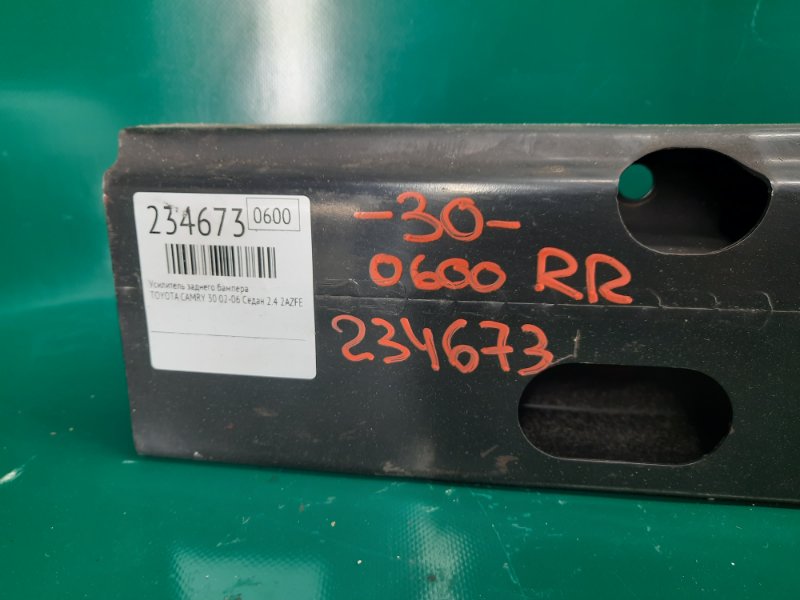 234673 0600
Усилитель заднего бампера
TOYOTA CAMRY 30 02-06 Седан 2.4 2AZFE
-30-
0600 RR
234673